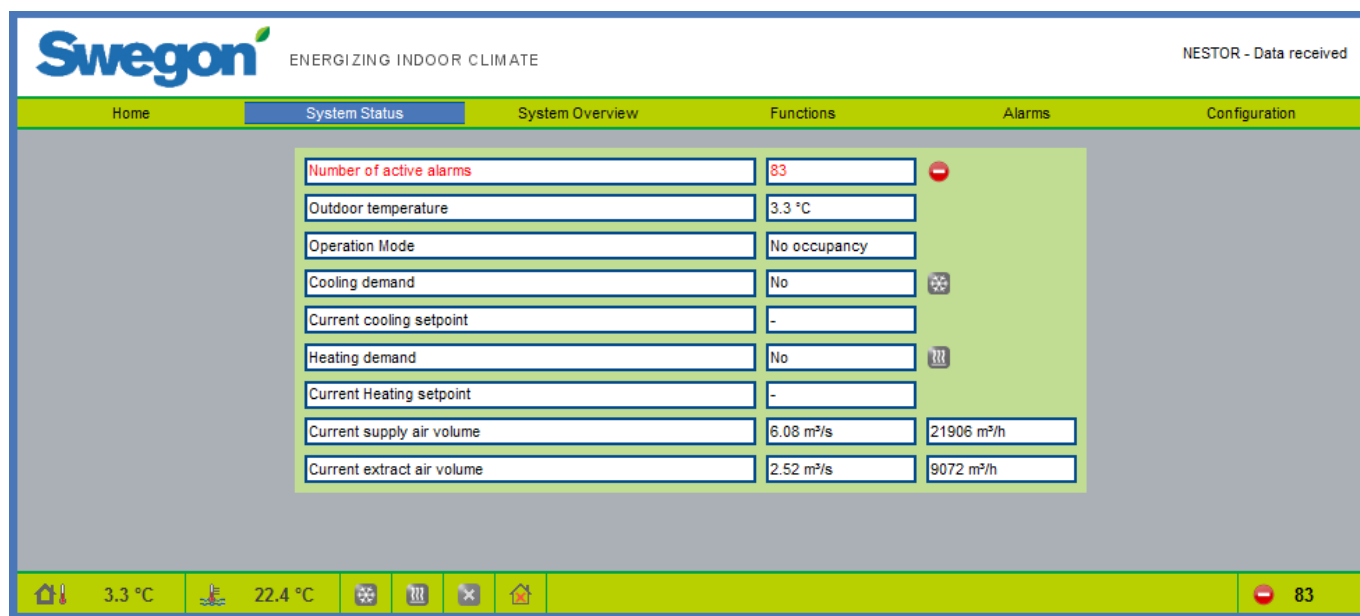 Swegon
ENERGIZING INDOOR CLIMATE
NESTOR - Data received
Home System Status System Overview Functions Alarms Configuration
Number of active alarms 83
Outdoor temperature 3.3 °C
Operation Mode No occupancy
Cooling demand No
Current cooling setpoint -
Heating demand No
Current Heating setpoint -
Current supply air volume 6.08 m³/s 21906 m³/h
Current extract air volume 2.52 m³/s 9072 m³/h
3.3 °C 22.4 °C 83